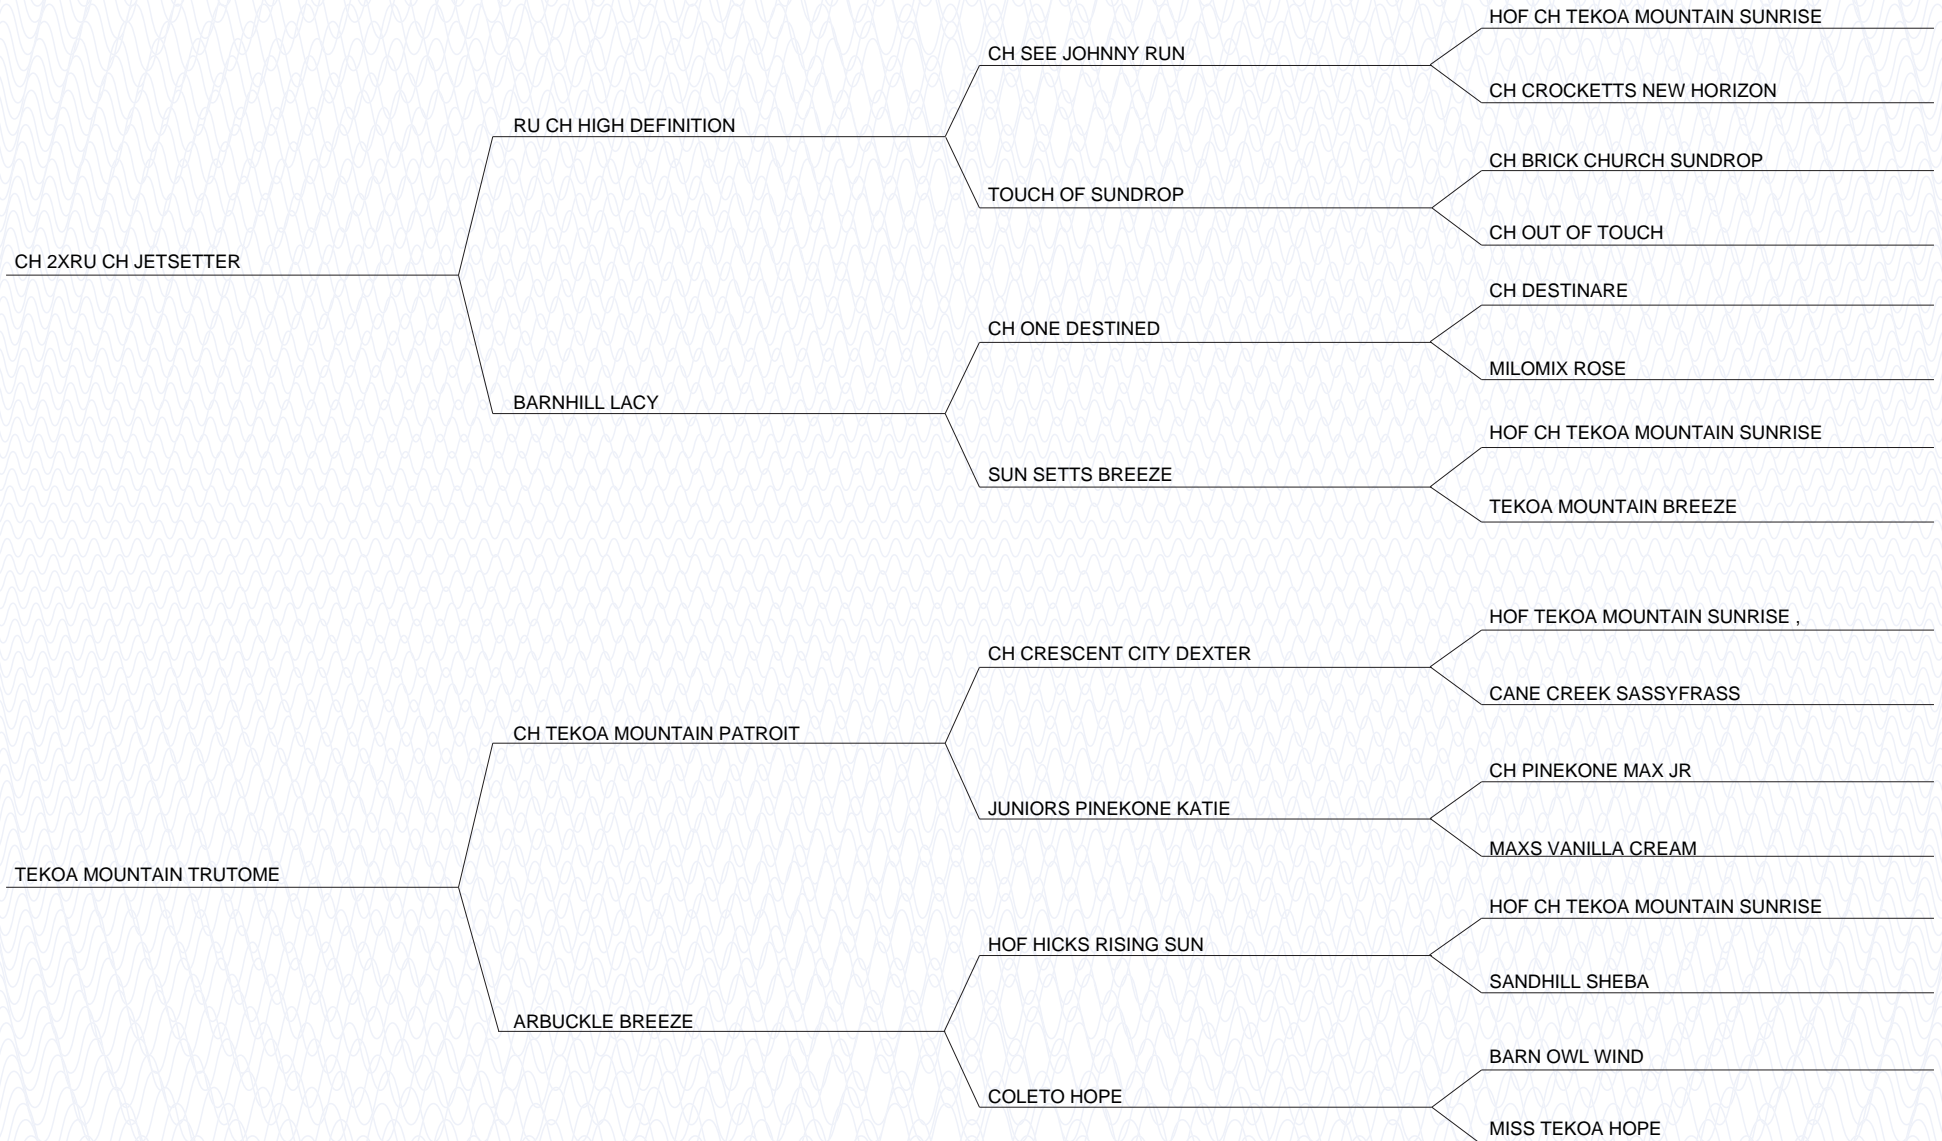 HOF CH TEKOA MOUNTAIN SUNRISE
CH SEE JOHNNY RUN
CH CROCKETTS NEW HORIZON
RU CH HIGH DEFINITION
CH BRICK CHURCH SUNDROP
TOUCH OF SUNDROP
CH OUT OF TOUCH
CH 2XRU CH JETSETTER
CH DESTINARE
CH ONE DESTINED
MILOMIX ROSE
BARNHILL LACY
HOF CH TEKOA MOUNTAIN SUNRISE
SUN SETTS BREEZE
TEKOA MOUNTAIN BREEZE
HOF TEKOA MOUNTAIN SUNRISE ,
CH CRESCENT CITY DEXTER
CANE CREEK SASSYFRASS
CH TEKOA MOUNTAIN PATROIT
CH PINEKONE MAX JR
JUNIORS PINEKONE KATIE
MAXS VANILLA CREAM
TEKOA MOUNTAIN TRUTOME
HOF CH TEKOA MOUNTAIN SUNRISE
HOF HICKS RISING SUN
SANDHILL SHEBA
ARBUCKLE BREEZE
BARN OWL WIND
COLETO HOPE
MISS TEKOA HOPE